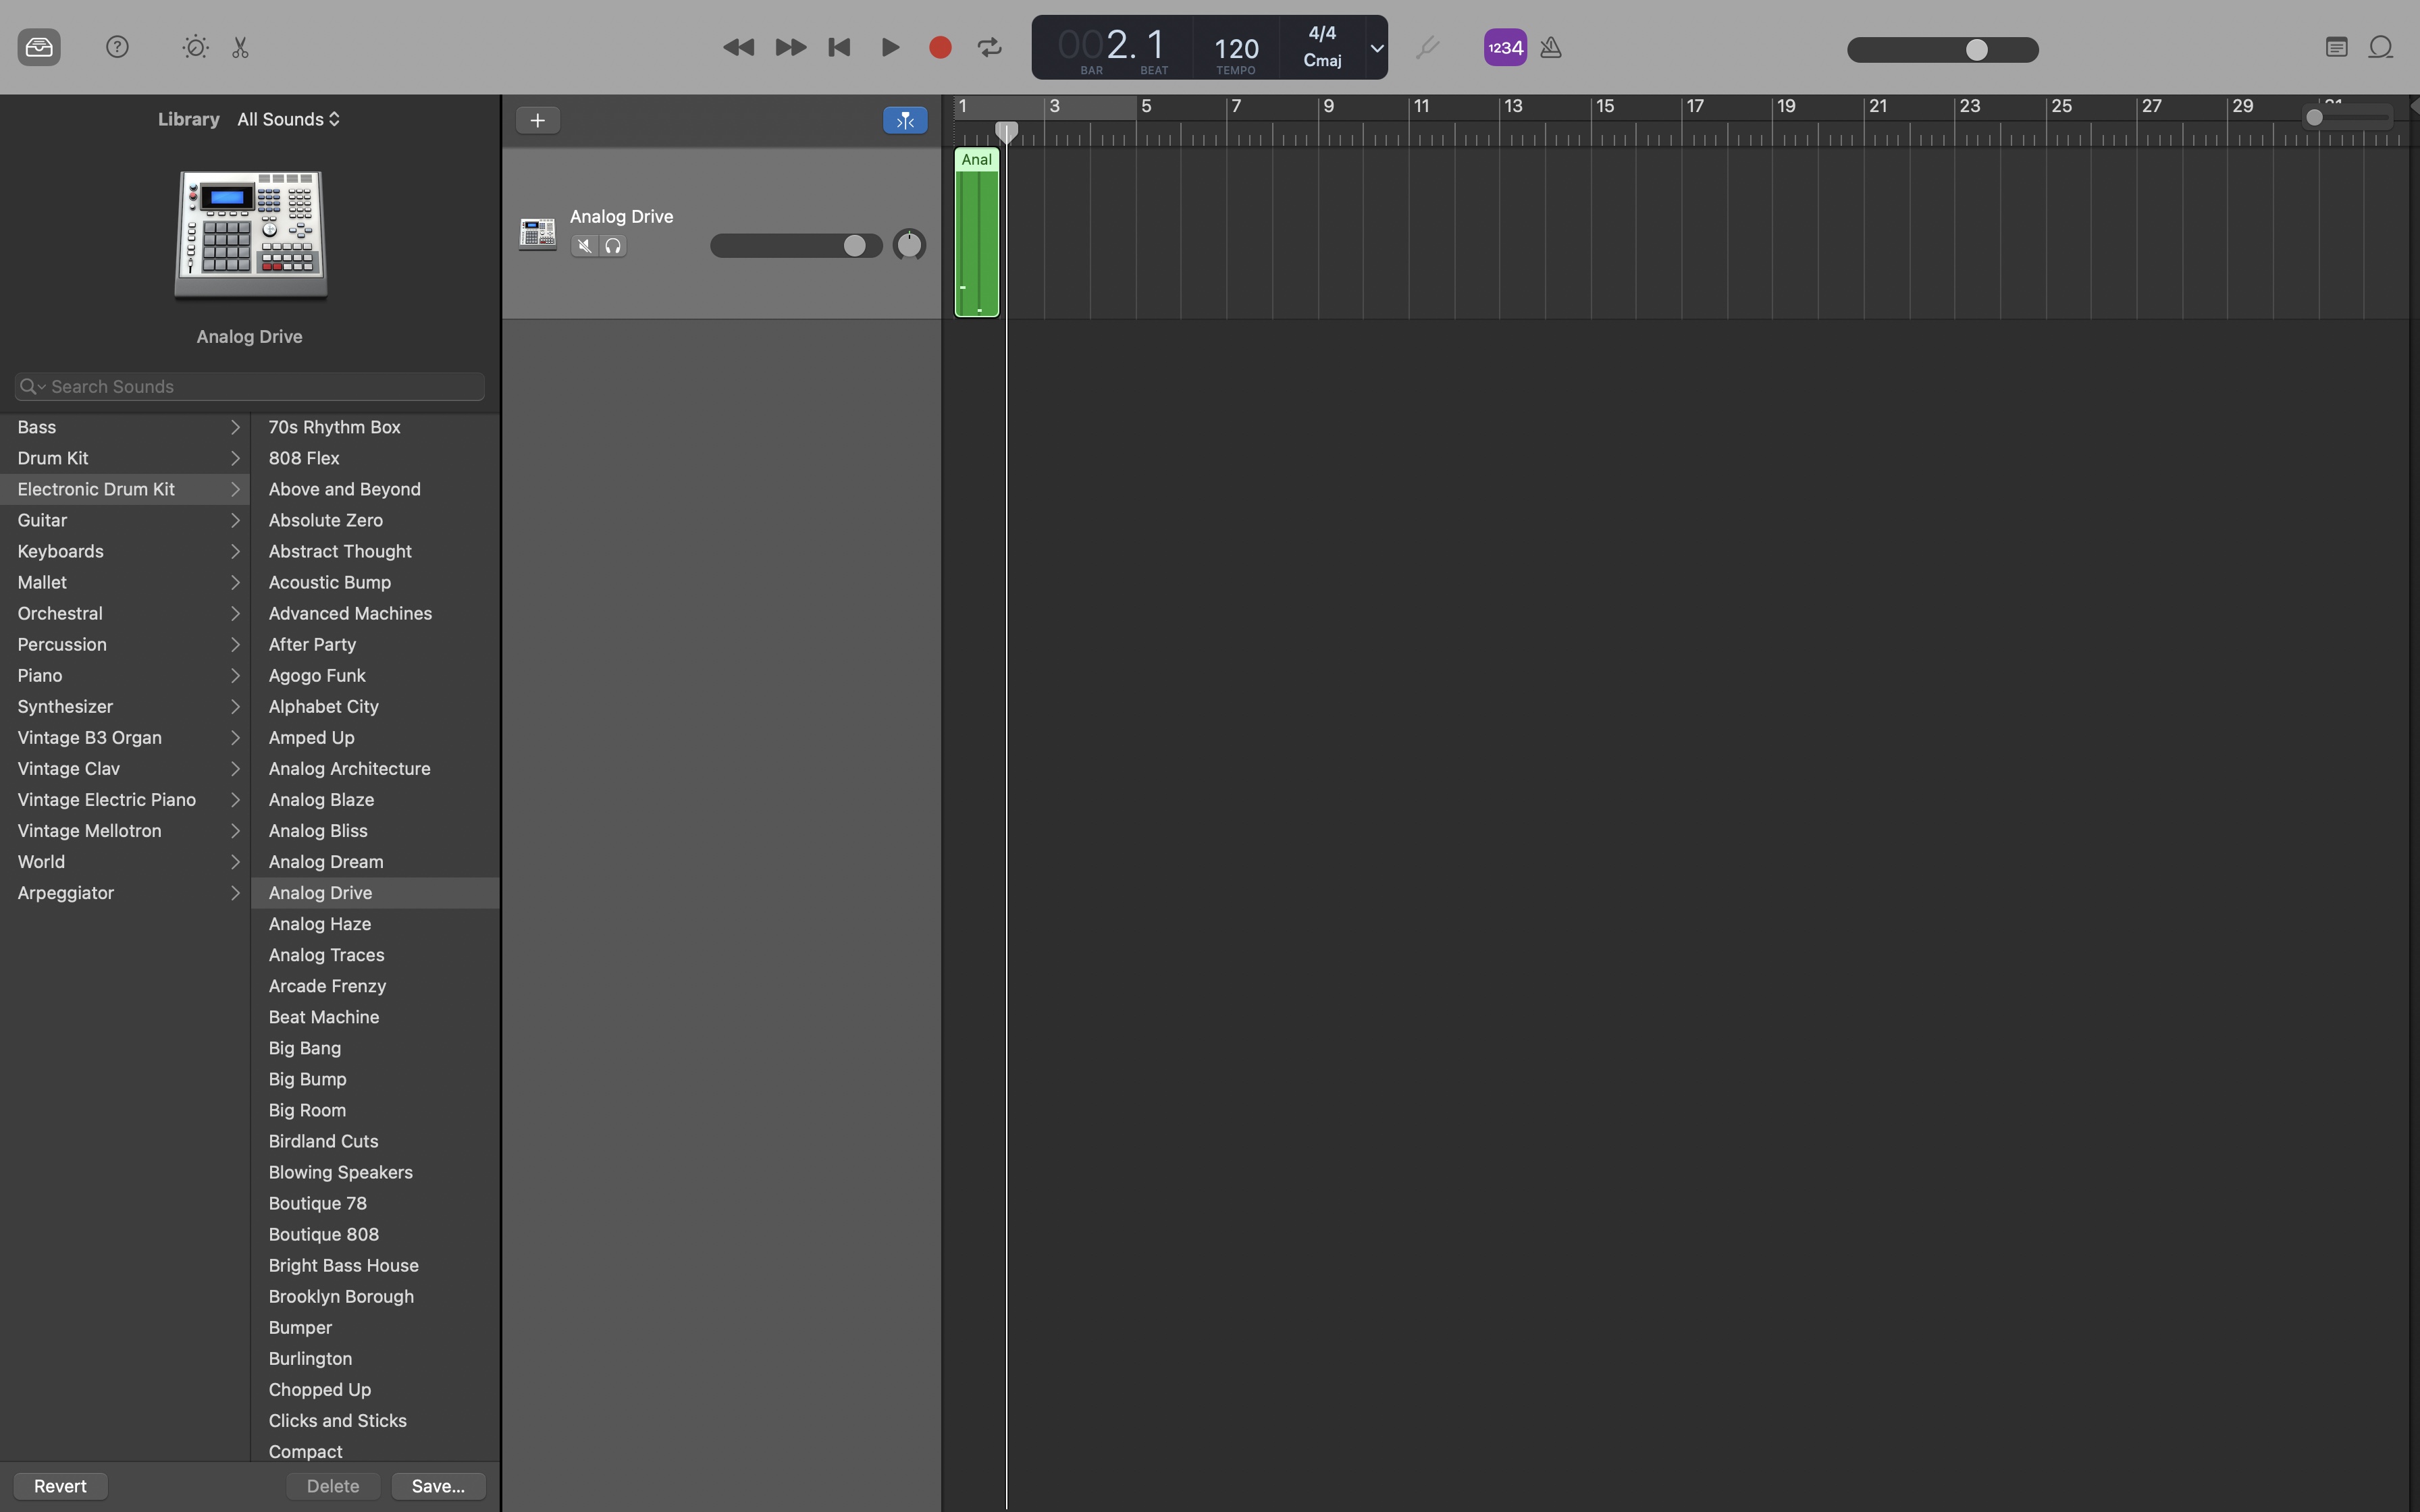 002. 1
BAR BEAT
120
TEMPO
4/4
Cmaj
1234
Library All Sounds
Analog Drive
Search Sounds
Bass
Drum Kit
Electronic Drum Kit
Guitar
Keyboards
Mallet
Orchestral
Percussion
Piano
Synthesizer
Vintage B3 Organ
Vintage Clav
Vintage Electric Piano
Vintage Mellotron
World
Arpeggiator
70s Rhythm Box
808 Flex
Above and Beyond
Absolute Zero
Abstract Thought
Acoustic Bump
Advanced Machines
After Party
Agogo Funk
Alphabet City
Amped Up
Analog Architecture
Analog Blaze
Analog Bliss
Analog Dream
Analog Drive
Analog Haze
Analog Traces
Arcade Frenzy
Beat Machine
Big Bang
Big Bump
Big Room
Birdland Cuts
Blowing Speakers
Boutique 78
Boutique 808
Bright Bass House
Brooklyn Borough
Bumper
Burlington
Chopped Up
Clicks and Sticks
Compact
Revert Delete Save...
Analog Drive
1 3 5 7 9 11 13 15 17 19 21 23 25 27 29
Anal